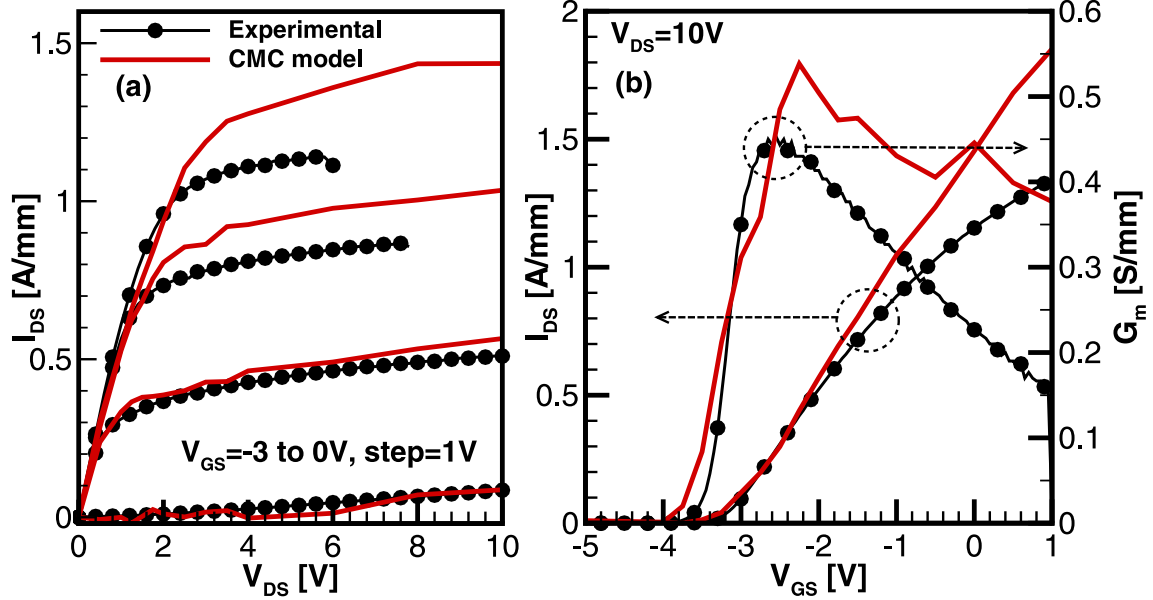 Experimental
CMC model
(a)
1.5
1
0.5
0
I_DS [A/mm]
V_GS=-3 to 0V, step=1V
0 2 4 6 8 10
V_DS [V]
V_DS=10V
(b)
2
1.5
1
0.5
0
I_DS [A/mm]
0.6
0.5
0.4
0.3
0.2
0.1
0
G_m [S/mm]
-5 -4 -3 -2 -1 0 1
V_GS [V]